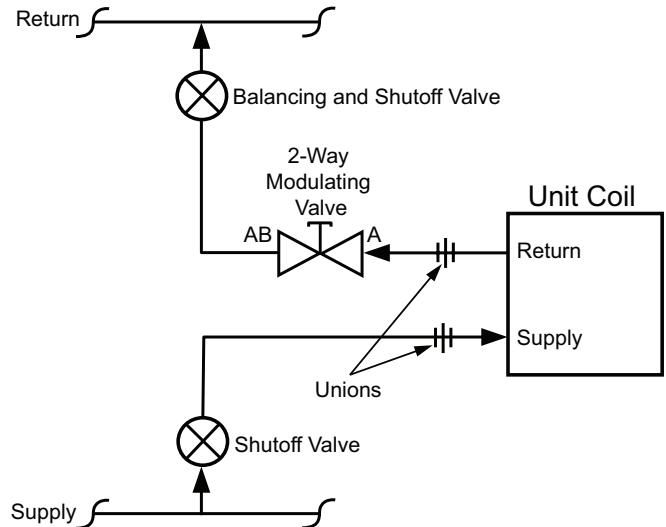 Return
Balancing and Shutoff Valve
2-Way
Modulating
Valve
Unit Coil
AB
A
Return
Supply
Unions
Shutoff Valve
Supply